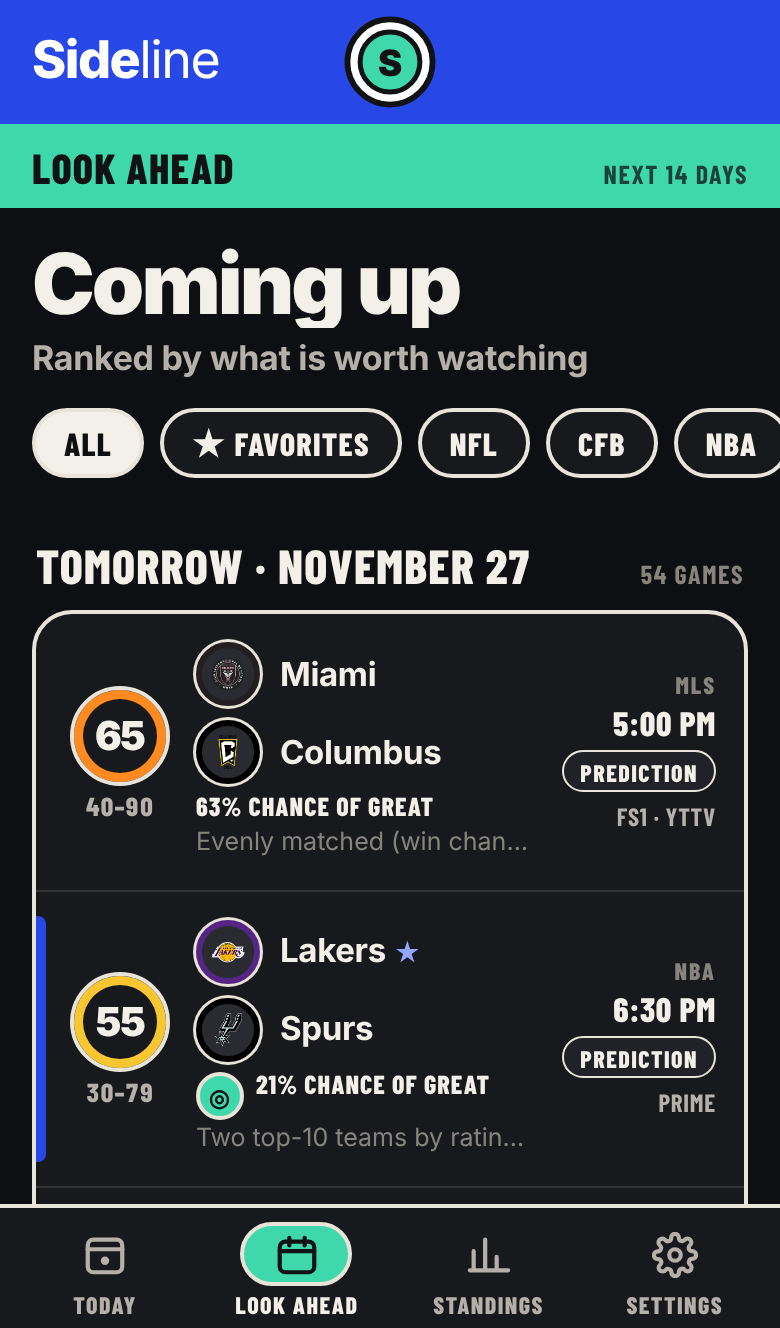 Sideline
S
LOOK AHEAD
NEXT 14 DAYS
Coming up
Ranked by what is worth watching
ALL
★ FAVORITES
NFL
CFB
NBA
TOMORROW · NOVEMBER 27
54 GAMES
65
40–90
Miami
Columbus
63% CHANCE OF GREAT
Evenly matched (win chan...
MLS
5:00 PM
PREDICTION
FS1 · YTTV
55
30–79
LAKERS
Lakers ★
Spurs
21% CHANCE OF GREAT
Two top-10 teams by ratin...
NBA
6:30 PM
PREDICTION
PRIME
TODAY
LOOK AHEAD
STANDINGS
SETTINGS